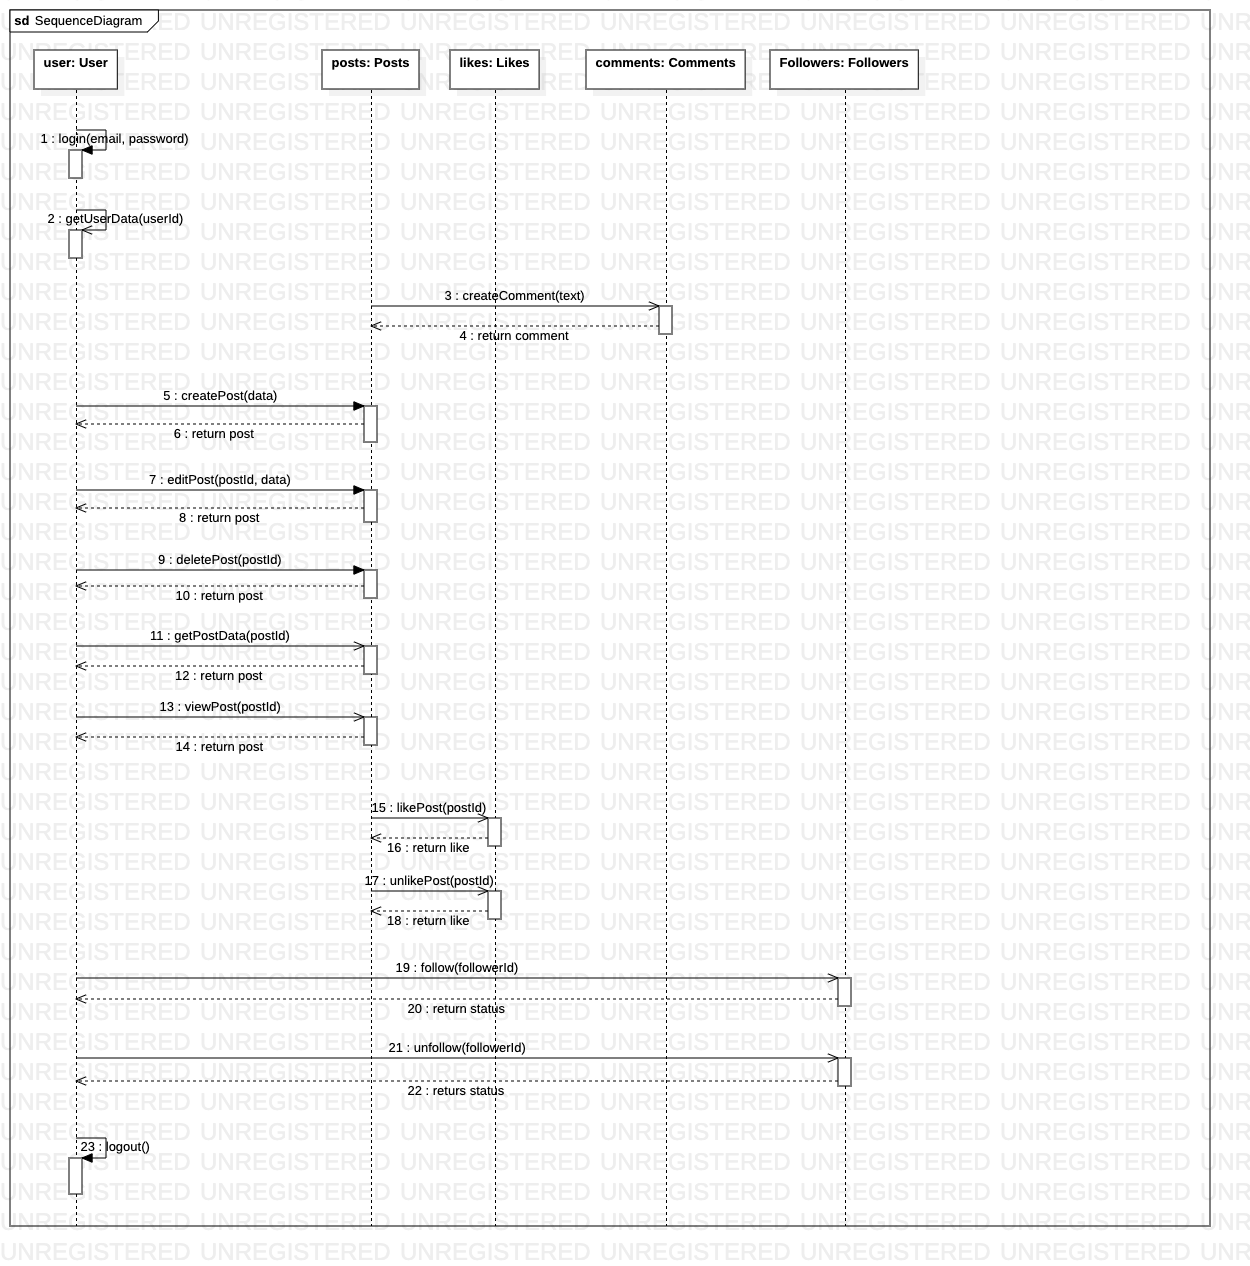 sd SequenceDiagram
user: User
posts: Posts
likes: Likes
comments: Comments
Followers: Followers
1 : login(email, password)
2 : getUserData(userId)
3 : createComment(text)
4 : return comment
5 : createPost(data)
6 : return post
7 : editPost(postId, data)
8 : return post
9 : deletePost(postId)
10 : return post
11 : getPostData(postId)
12 : return post
13 : viewPost(postId)
14 : return post
15 : likePost(postId)
16 : return like
17 : unlikePost(postId)
18 : return like
19 : follow(followerId)
20 : return status
21 : unfollow(followerId)
22 : returs status
23 : logout()
UNREGISTERED